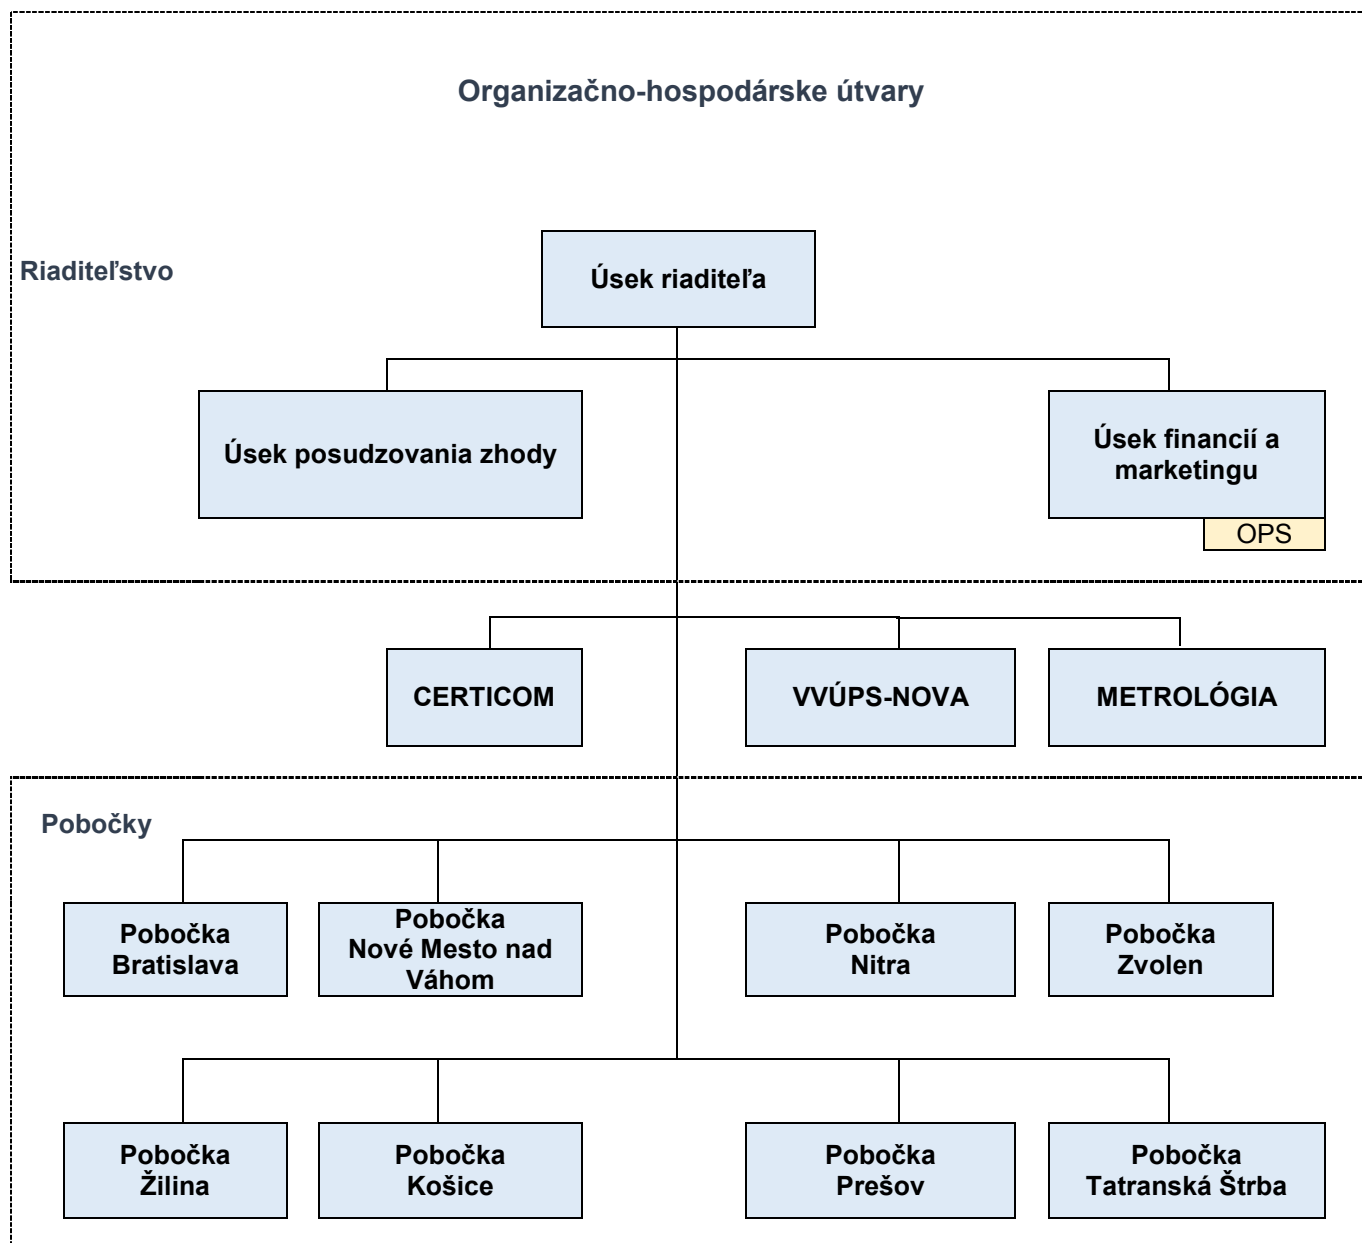 Organizačno-hospodárske útvary
Riaditeľstvo
Úsek riaditeľa
Úsek posudzovania zhody
Úsek financií a
marketingu
OPS
CERTICOM
VVÚPS-NOVA
METROLÓGIA
Pobočky
Pobočka
Bratislava
Pobočka
Nové Mesto nad
Váhom
Pobočka
Nitra
Pobočka
Zvolen
Pobočka
Žilina
Pobočka
Košice
Pobočka
Prešov
Pobočka
Tatranská Štrba